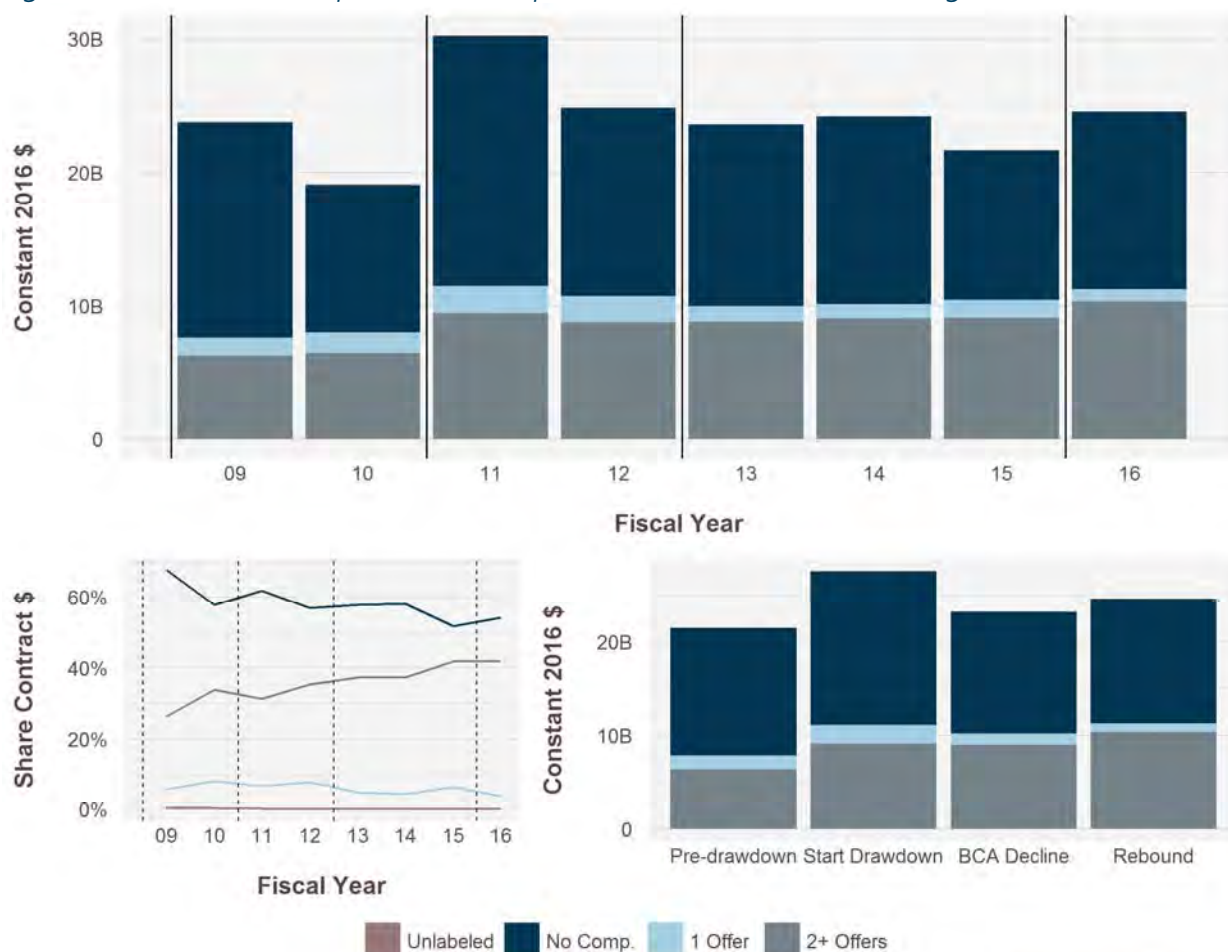 30B
20B
10B
0
Constant 2016 $
09 10 11 12 13 14 15 16
Fiscal Year
60%
40%
20%
0%
Share Contract $
09 10 11 12 13 14 15 16
Fiscal Year
20B
10B
0
Constant 2016 $
Pre-drawdown Start Drawdown BCA Decline Rebound
Unlabeled No Comp. 1 Offer 2+ Offers